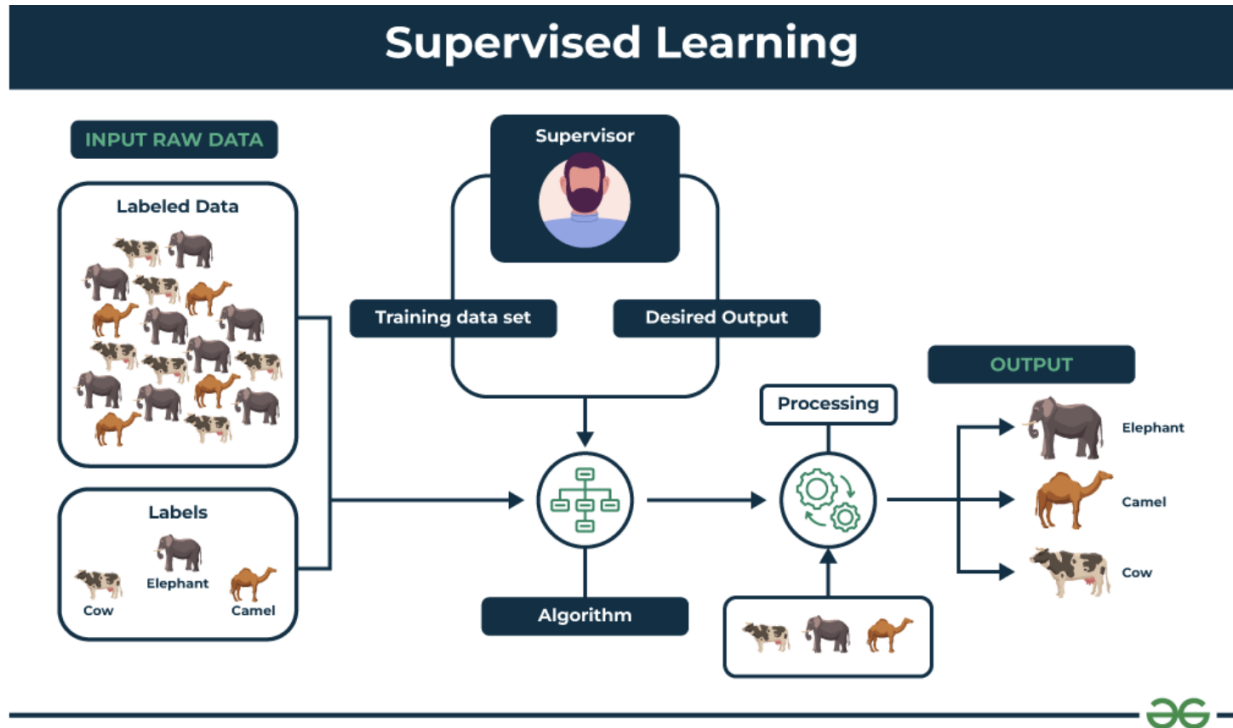 Supervised Learning
INPUT RAW DATA
Labeled Data
Labels
Elephant
Cow
Camel
Supervisor
Training data set
Desired Output
Algorithm
Processing
OUTPUT
Elephant
Camel
Cow